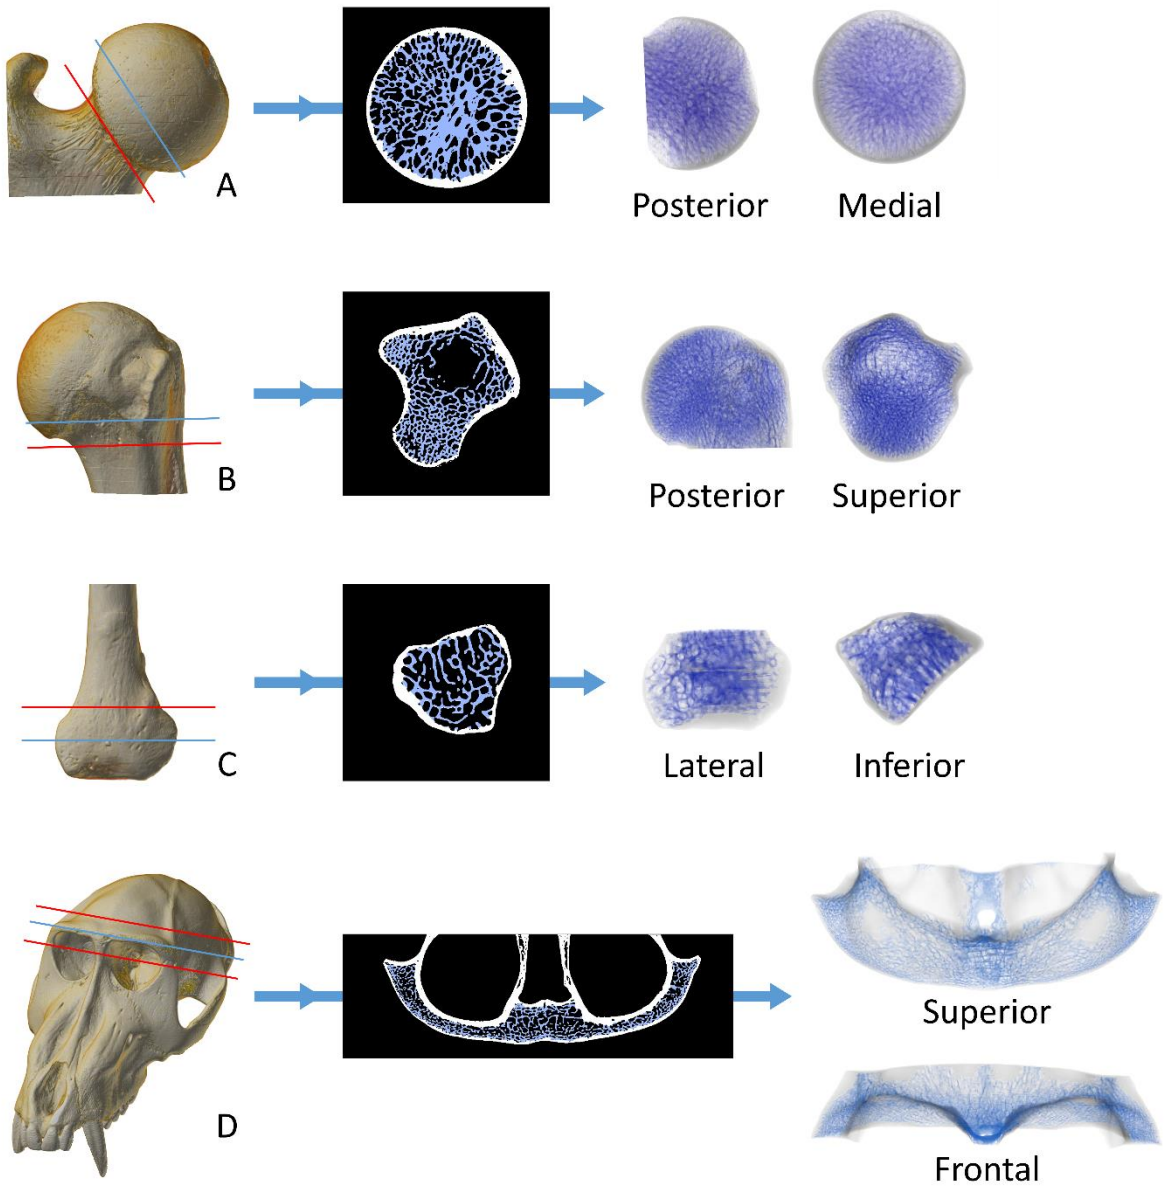 A
Posterior
Medial
B
Posterior
Superior
C
Lateral
Inferior
Superior
D
Frontal